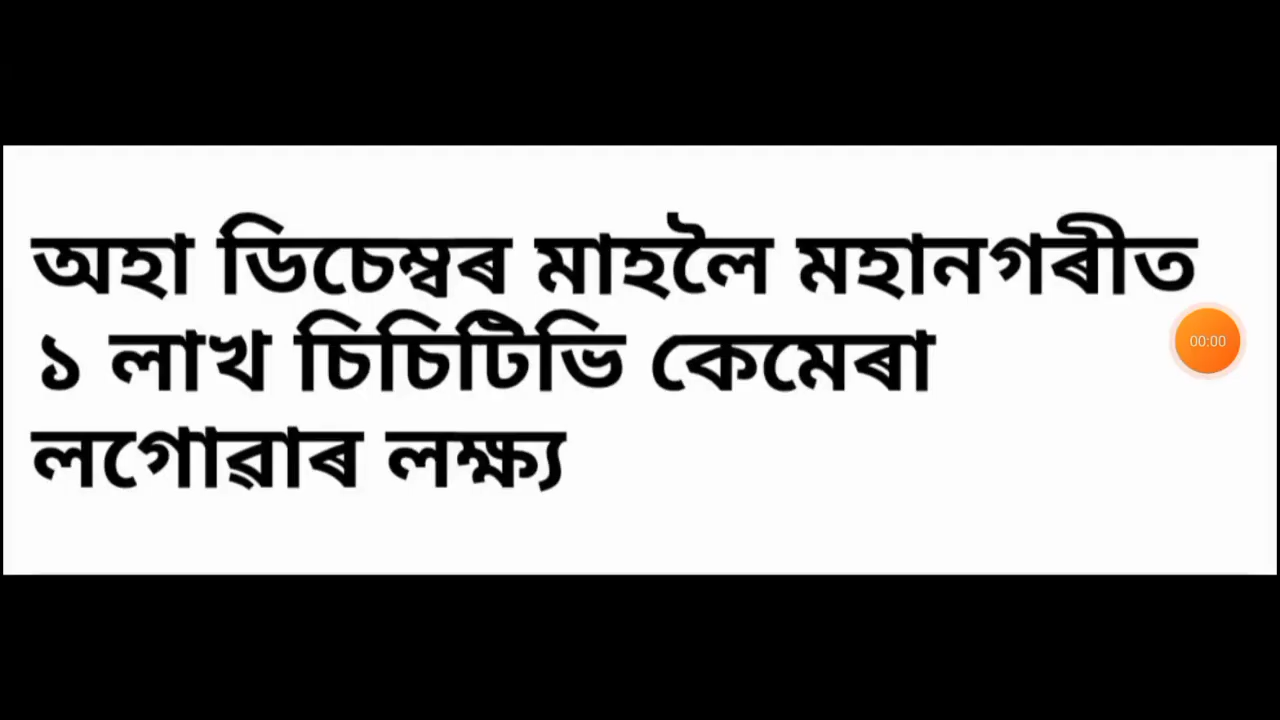 অহা ডিচেম্বৰ মাহলৈ মহানগৰীত
১ লাখ চিচিটিভি কেমেৰা
00:00
লগোৱাৰ লক্ষ্য